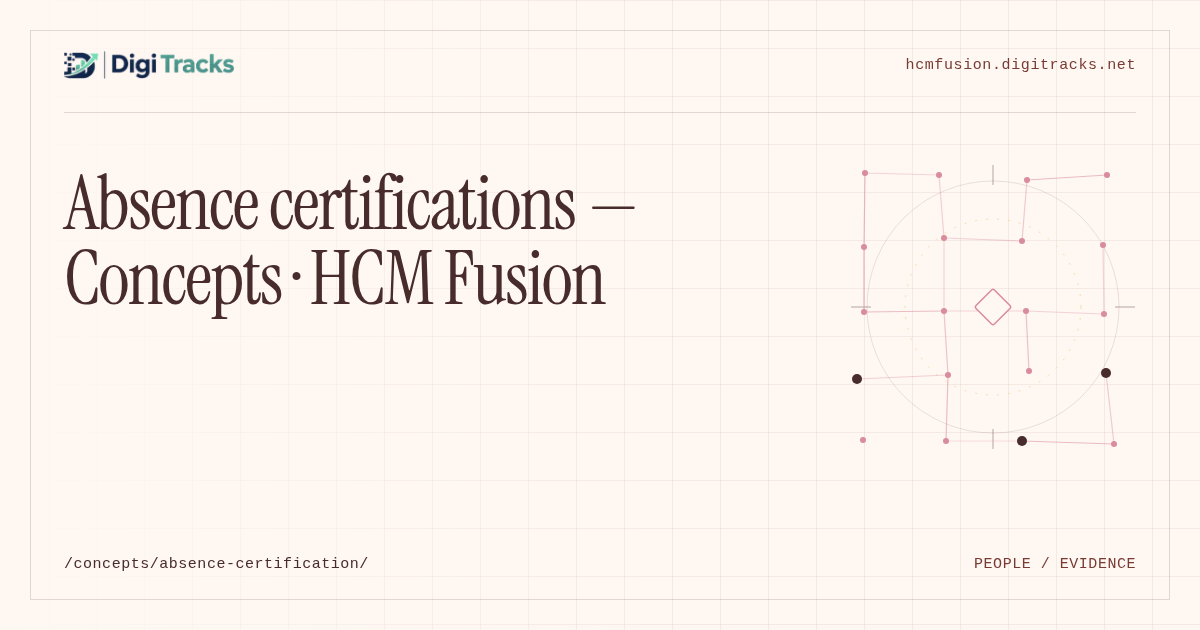 Digi Tracks
hcmfusion.digitracks.net
Absence certifications —
Concepts · HCM Fusion
/concepts/absence-certification/
PEOPLE / EVIDENCE